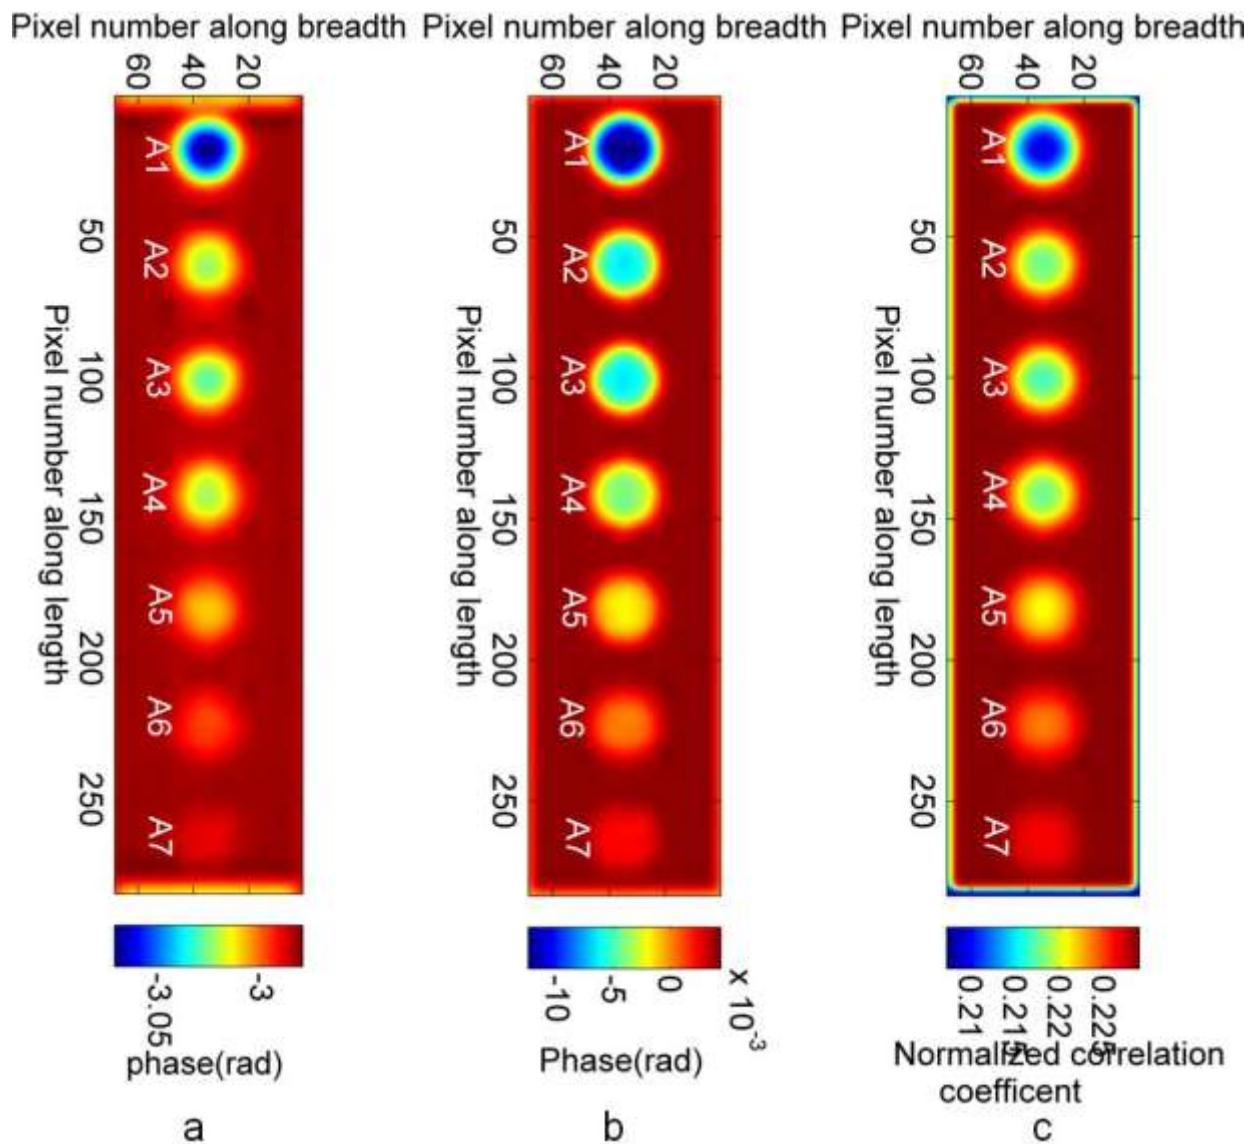 Pixel number along breadth
60 40 20
A1
A2
A3
A4
A5
A6
A7
50
100
150
200
250
Pixel number along length
-3.05 -3
phase(rad)
a
Pixel number along breadth
60 40 20
A1
A2
A3
A4
A5
A6
A7
50
100
150
200
250
Pixel number along length
-10 -5 0
x 10⁻³
Phase(rad)
b
Pixel number along breadth
60 40 20
A1
A2
A3
A4
A5
A6
A7
50
100
150
200
250
Pixel number along length
0.21 0.215 0.22 0.225
Normalized correlation
coefficent
c